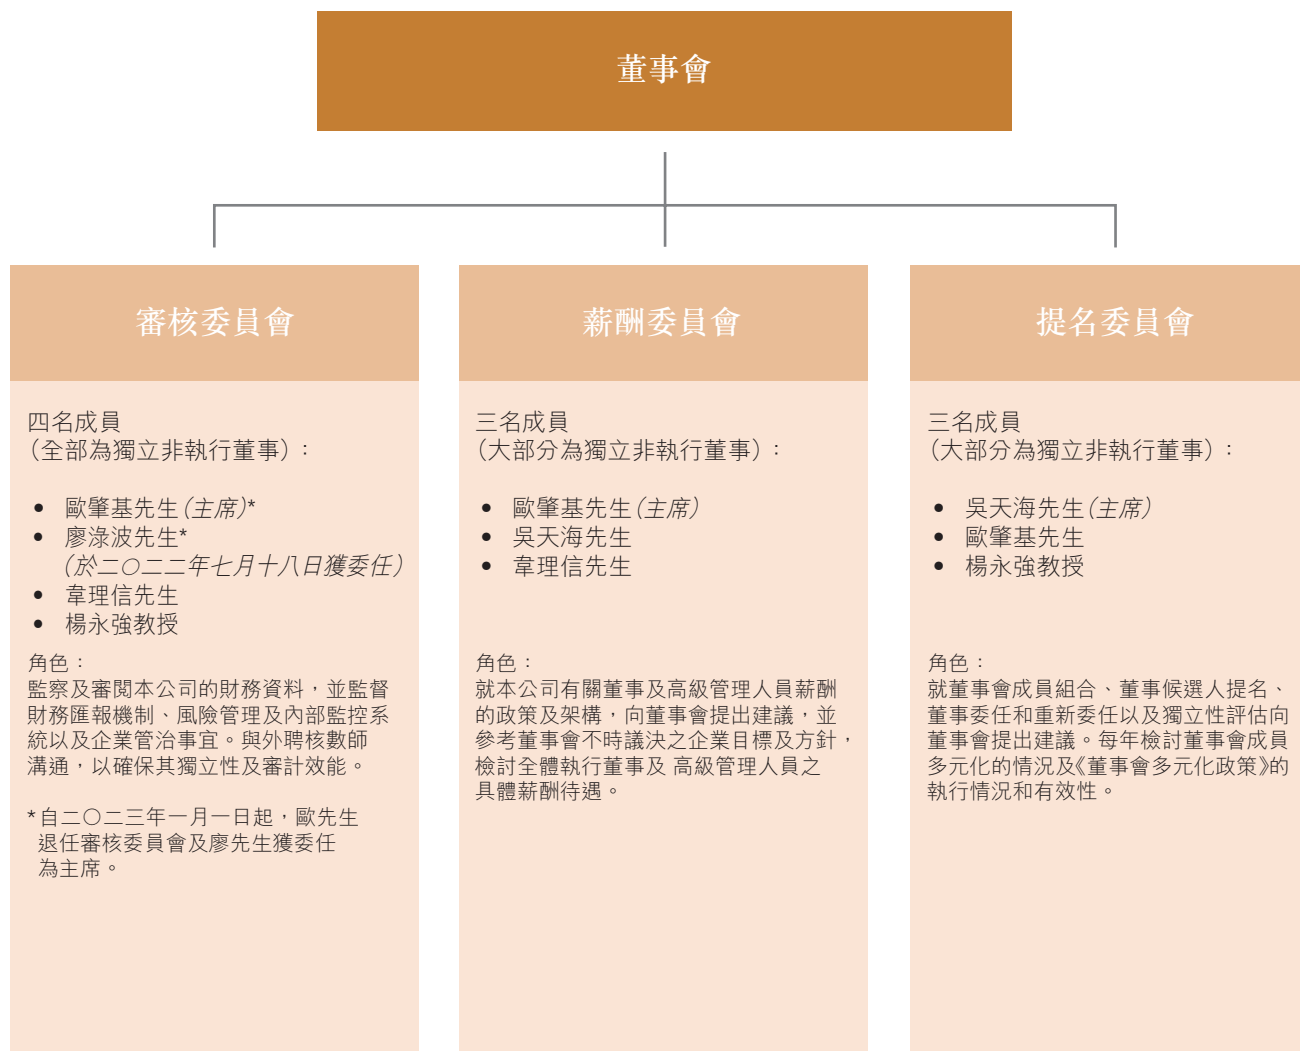 董事會
審核委員會
四名成員
（全部為獨立非執行董事）：
• 歐肇基先生（主席）*
• 廖淥波先生*
（於二〇二二年七月十八日獲委任）
• 韋理信先生
• 楊永強教授
角色：
監察及審閱本公司的財務資料，並監督
財務匯報機制、風險管理及內部監控系
統以及企業管治事宜。與外聘核數師
溝通，以確保其獨立性及審計效能。
*自二〇二三年一月一日起，歐先生
退任審核委員會及廖先生獲委任
為主席。
薪酬委員會
三名成員
（大部分為獨立非執行董事）：
• 歐肇基先生（主席）
• 吳天海先生
• 韋理信先生
角色：
就本公司有關董事及高級管理人員薪酬
的政策及架構，向董事會提出建議，並
參考董事會不時議決之企業目標及方針，
檢討全體執行董事及 高級管理人員之
具體薪酬待遇。
提名委員會
三名成員
（大部分為獨立非執行董事）：
• 吳天海先生（主席）
• 歐肇基先生
• 楊永強教授
角色：
就董事會成員組合、董事候選人提名、
董事委任和重新委任以及獨立性評估向
董事會提出建議。每年檢討董事會成員
多元化的情況及《董事會多元化政策》的
執行情況和有效性。